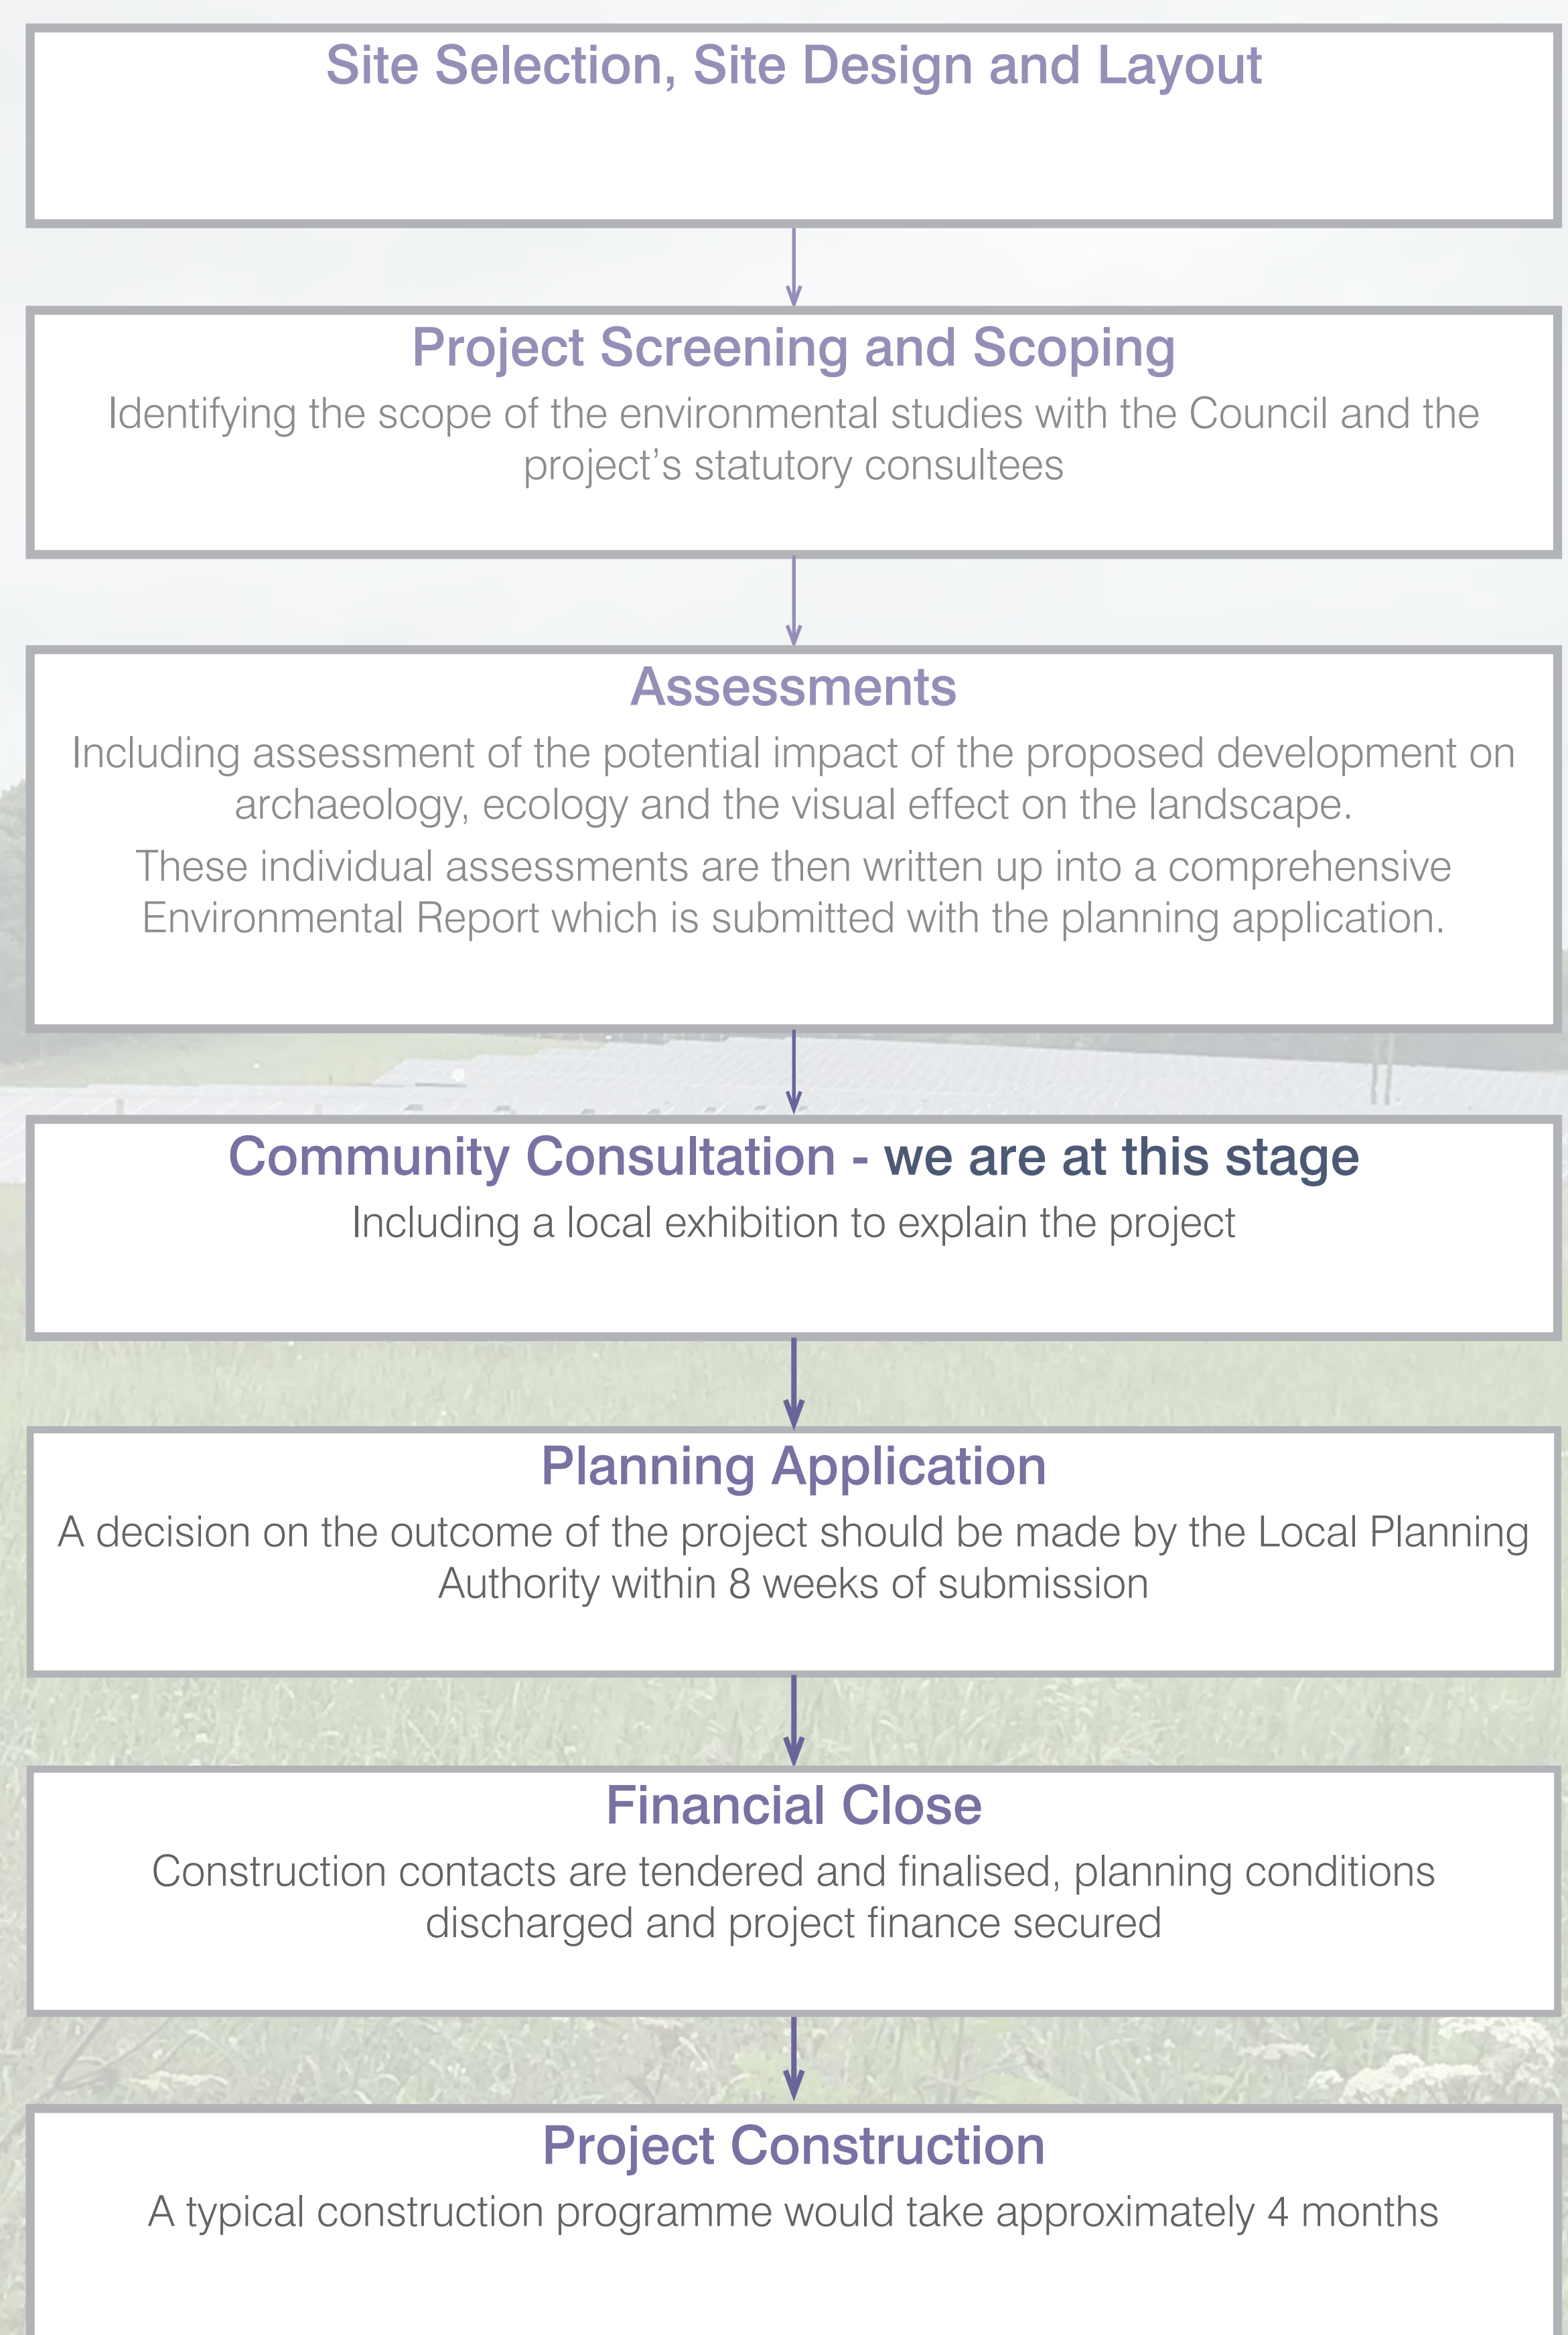 Site Selection, Site Design and Layout
Project Screening and Scoping
Identifying the scope of the environmental studies with the Council and the
project’s statutory consultees
Assessments
Including assessment of the potential impact of the proposed development on
archaeology, ecology and the visual effect on the landscape.
These individual assessments are then written up into a comprehensive
Environmental Report which is submitted with the planning application.
Community Consultation - we are at this stage
Including a local exhibition to explain the project
Planning Application
A decision on the outcome of the project should be made by the Local Planning
Authority within 8 weeks of submission
Financial Close
Construction contacts are tendered and finalised, planning conditions
discharged and project finance secured
Project Construction
A typical construction programme would take approximately 4 months